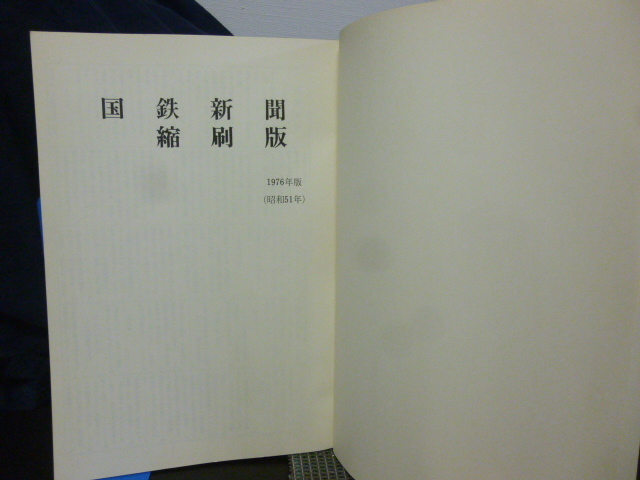 国鉄新聞
縮刷版
1976年版
(昭和51年)